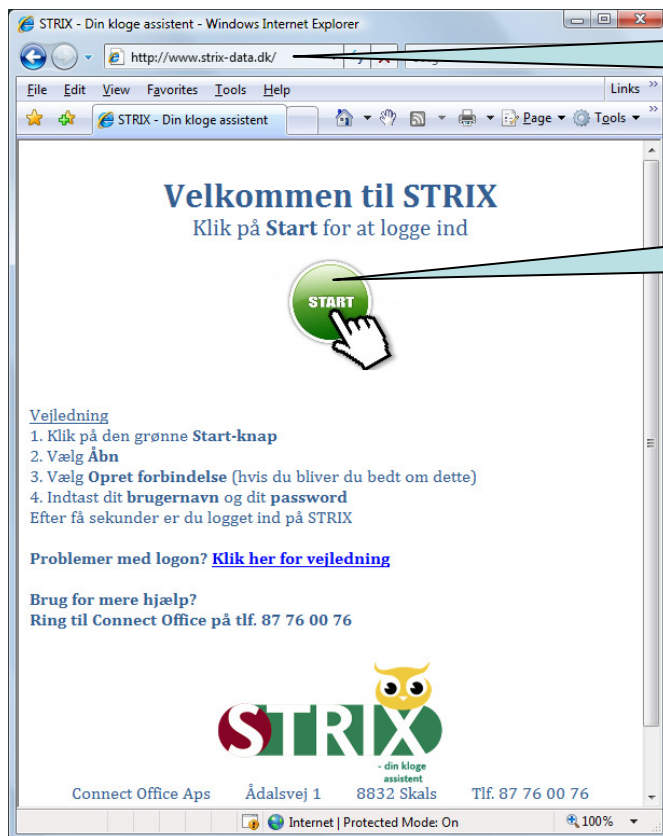 STRIX - Din kloge assistent - Windows Internet Explorer
http://www.strix-data.dk/
File Edit View Favorites Tools Help Links
STRIX - Din kloge assistent Page Tools
Velkommen til STRIX
Klik på Start for at logge ind
START
Vejledning
1. Klik på den grønne Start-knap
2. Vælg Åbn
3. Vælg Opret forbindelse (hvis du bliver du bedt om dette)
4. Indtast dit brugernavn og dit password
Efter få sekunder er du logget ind på STRIX
Problemer med logon? Klik her for vejledning
Brug for mere hjælp?
Ring til Connect Office på tlf. 87 76 00 76
STRIX
- din kloge
assistent
Connect Office Aps Ådalsvej 1 8832 Skals Tlf. 87 76 00 76
Internet | Protected Mode: On 100%